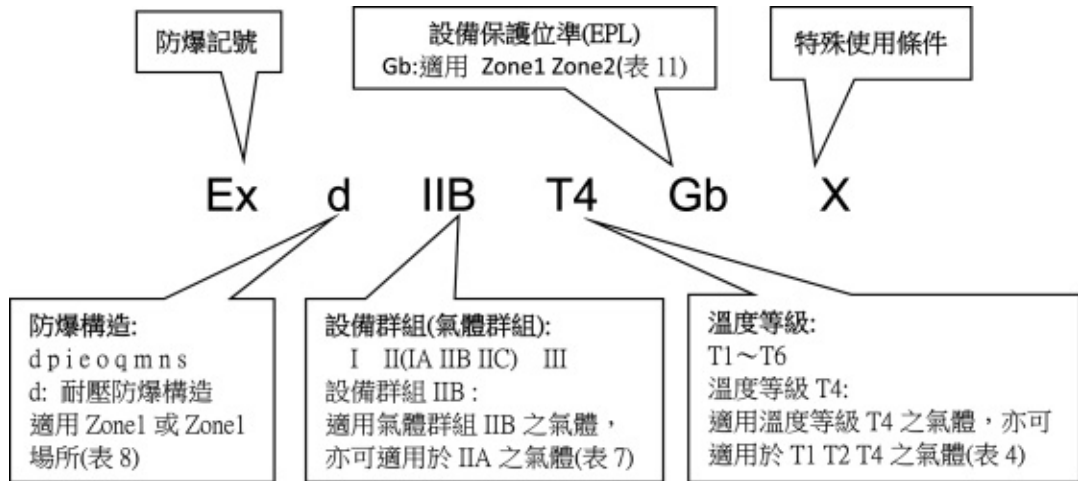 防爆記號
設備保護位準(EPL)
Gb:適用 Zone1 Zone2(表 11)
特殊使用條件
Ex d IIB T4 Gb X
防爆構造:
d p i e o q m n s
d: 耐壓防爆構造
適用 Zone1 或 Zone1
場所(表 8)
設備群組(氣體群組):
I II(IA IIB IIC) III
設備群組 IIB :
適用氣體群組 IIB 之氣體，
亦可適用於 IIA 之氣體(表 7)
溫度等級:
T1～T6
溫度等級 T4:
適用溫度等級 T4 之氣體，亦可
適用於 T1 T2 T4 之氣體(表 4)